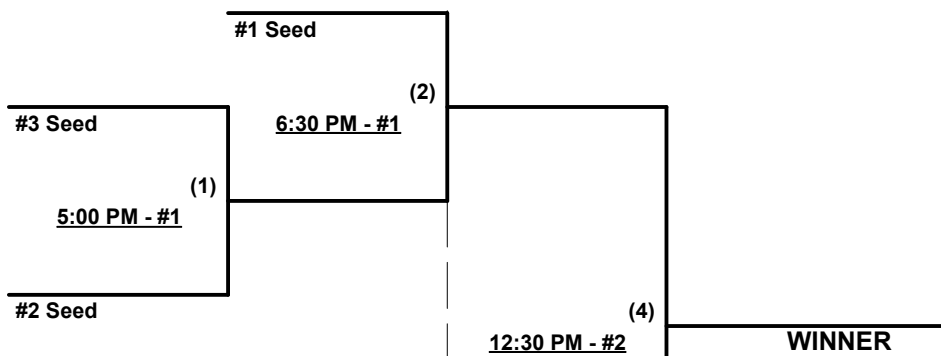 #1 Seed
(2)
6:30 PM - #1
#3 Seed
(1)
5:00 PM - #1
#2 Seed
(4)
12:30 PM - #2
WINNER